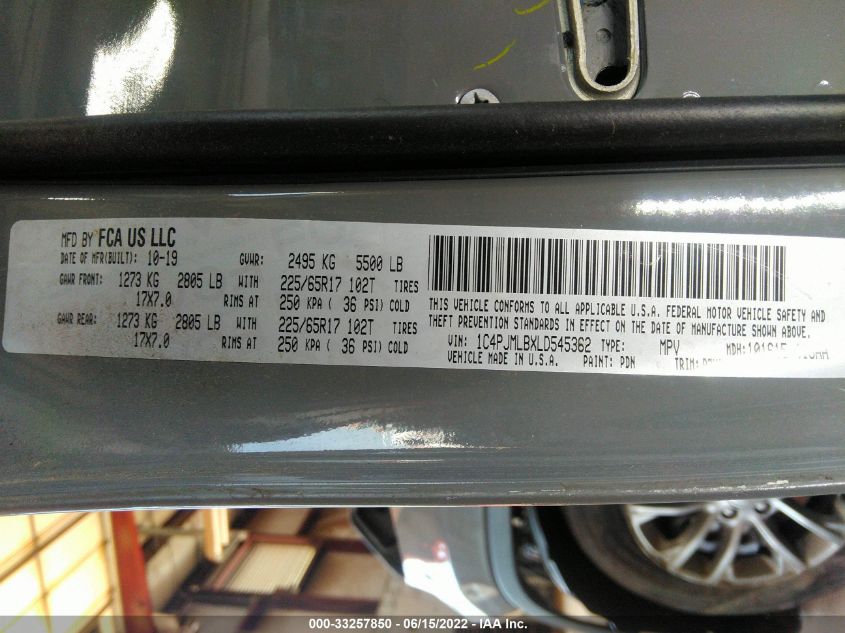 MFD BY FCA US LLC
DATE OF MFR(BUILT): 10-19 GVWR: 2495 KG 5500 LB
GAWR FRONT: 1273 KG 2805 LB WITH 225/65R17 102T TIRES
17X7.0 RIMS AT 250 KPA ( 36 PSI) COLD
GAWR REAR: 1273 KG 2805 LB WITH 225/65R17 102T TIRES
17X7.0 RIMS AT 250 KPA ( 36 PSI) COLD
THIS VEHICLE CONFORMS TO ALL APPLICABLE U.S.A. FEDERAL MOTOR VEHICLE SAFETY AND
THEFT PREVENTION STANDARDS IN EFFECT ON THE DATE OF MANUFACTURE SHOWN ABOVE.
VIN: 1C4PJMLBXLD545362 TYPE: MPV MDH:
VEHICLE MADE IN U.S.A. PAINT: PDN TRIM:
000-33257850 - 06/15/2022 - IAA Inc.